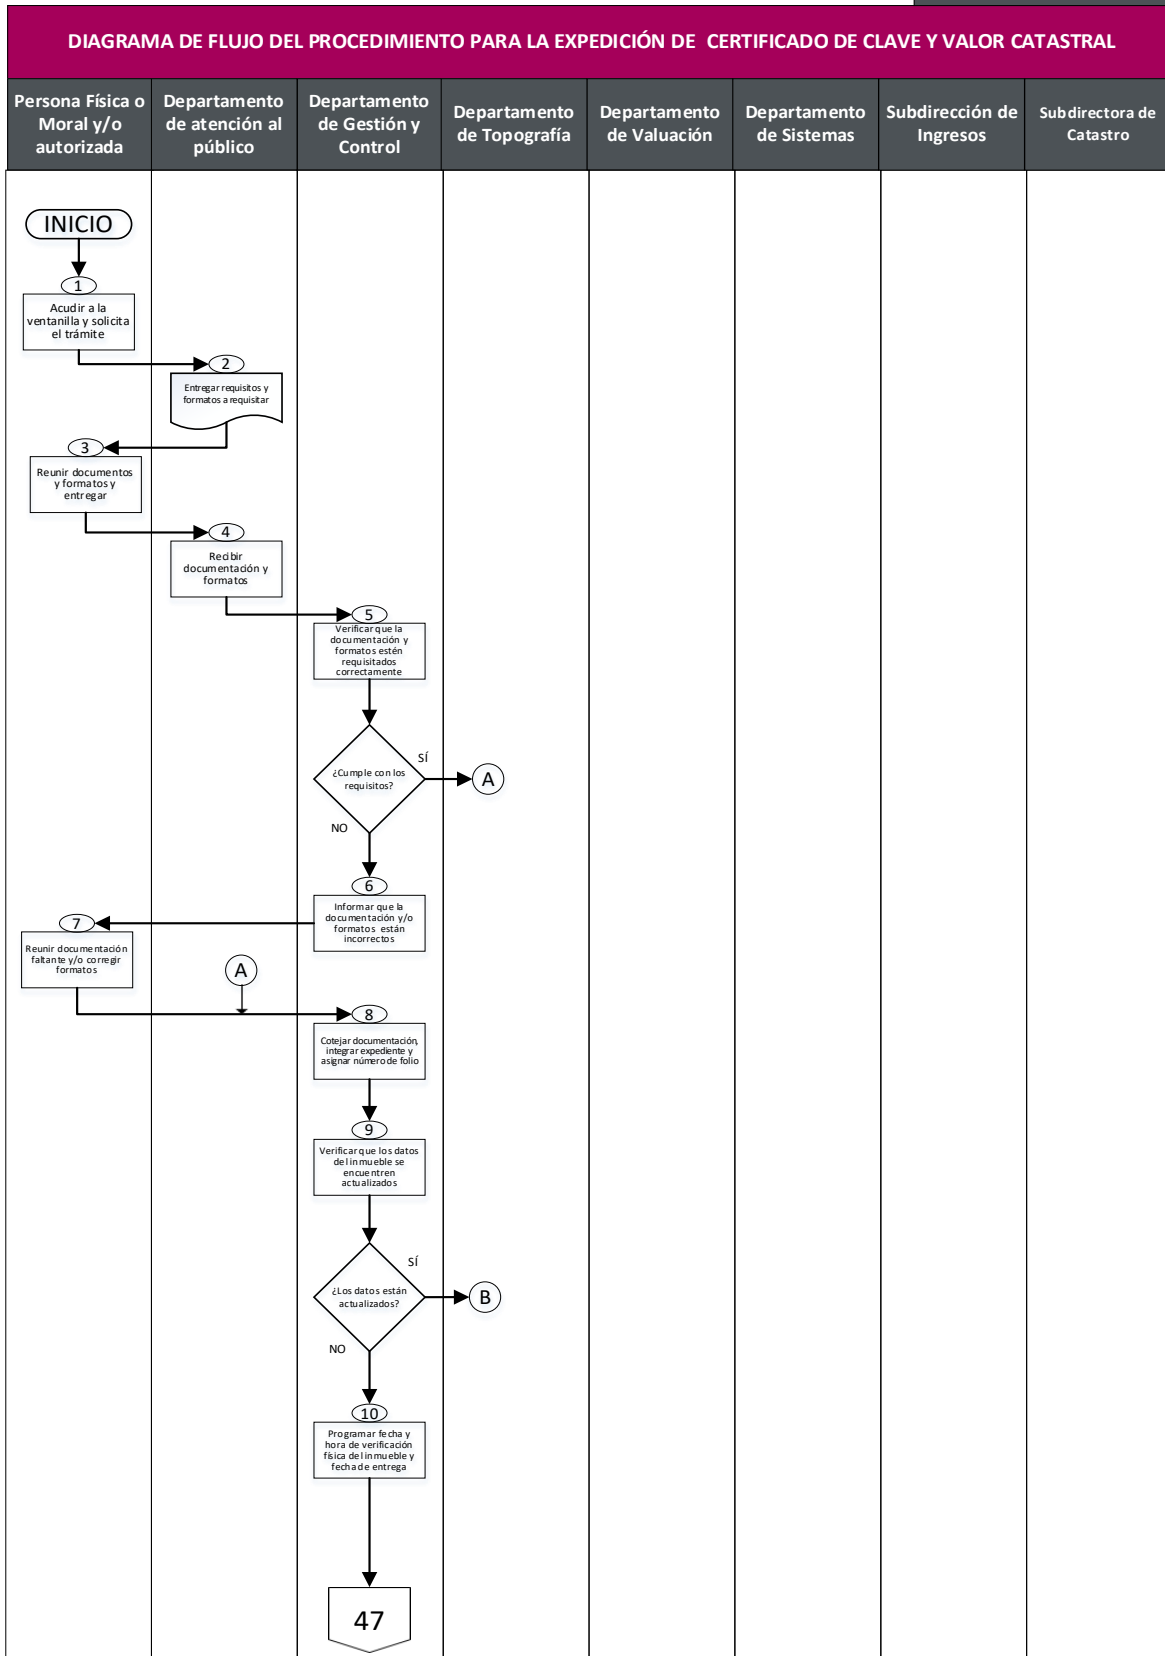 DIAGRAMA DE FLUJO DEL PROCEDIMIENTO PARA LA EXPEDICIÓN DE CERTIFICADO DE CLAVE Y VALOR CATASTRAL
Persona Física o
Moral y/o
autorizada
Departamento
de atención al
público
Departamento
de Gestión y
Control
Departamento
de Topografía
Departamento
de Valuación
Departamento
de Sistemas
Subdirección de
Ingresos
Subdirectora de
Catastro
INICIO
1
Acudir a la
ventanilla y solicita
el trámite
2
Entregar requisitos y
formatos a requisitar
3
Reunir documentos
y formatos y
entregar
4
Recibir
documentación y
formatos
5
Verificar que la
documentación y
formatos estén
requisitados
correctamente
¿Cumple con los
requisitos?
SÍ
A
NO
6
Informar que la
documentación y/o
formatos están
incorrectos
7
Reunir documentación
faltante y/o corregir
formatos
A
8
Cotejar documentación,
integrar expediente y
asignar número de folio
9
Verificar que los datos
del inmueble se
encuentren
actualizados
¿Los datos están
actualizados?
SÍ
B
NO
10
Programar fecha y
hora de verificación
física del inmueble y
fecha de entrega
47